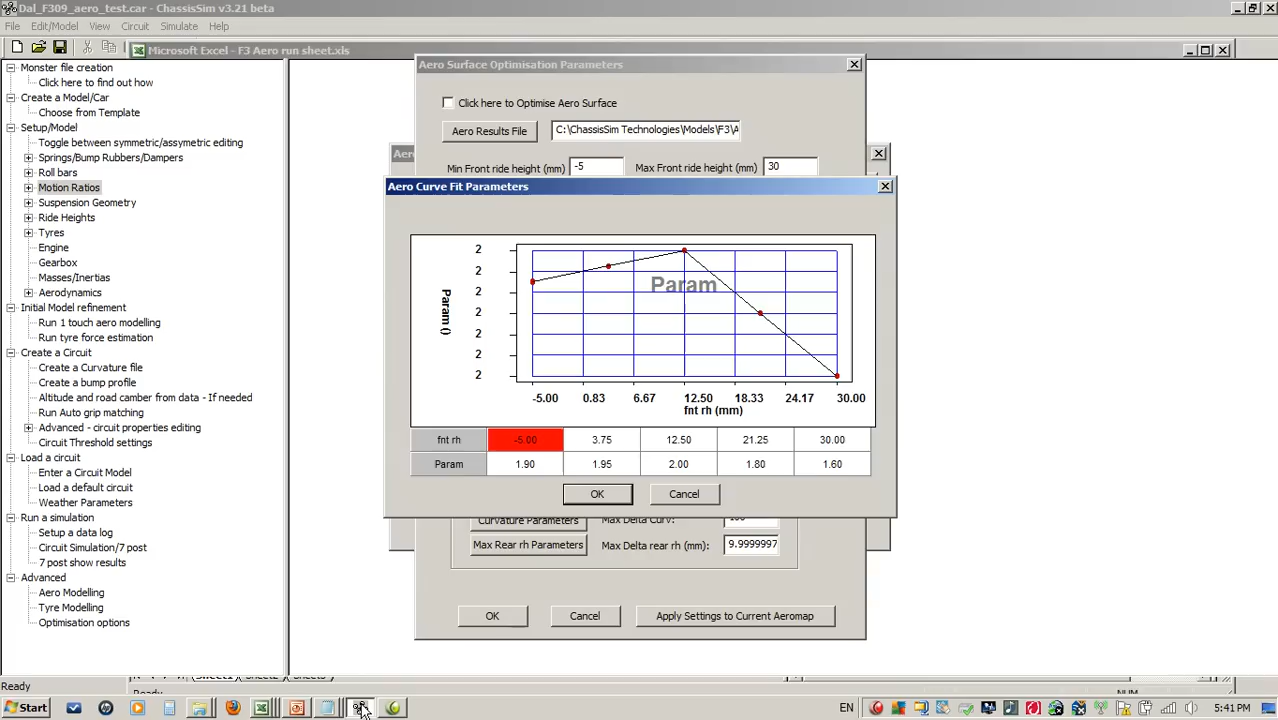 Dal_F309_aero_test.car - ChassisSim v3.21 beta
File Edit/Model View Circuit Simulate Help
Microsoft Excel - F3 Aero run sheet.xls
Monster file creation
Click here to find out how
Create a Model/Car
Choose from Template
Setup/Model
Toggle between symmetric/assymetric editing
Springs/Bump Rubbers/Dampers
Roll bars
Motion Ratios
Suspension Geometry
Ride Heights
Tyres
Engine
Gearbox
Masses/Inertias
Aerodynamics
Initial Model refinement
Run 1 touch aero modelling
Run tyre force estimation
Create a Circuit
Create a Curvature file
Create a bump profile
Altitude and road camber from data - If needed
Run Auto grip matching
Advanced - circuit properties editing
Circuit Threshold settings
Load a circuit
Enter a Circuit Model
Load a default circuit
Weather Parameters
Run a simulation
Setup a data log
Circuit Simulation/7 post
7 post show results
Advanced
Aero Modelling
Tyre Modelling
Optimisation options
Aero Surface Optimisation Parameters
Click here to Optimise Aero Surface
Aero Results File C:\ChassisSim Technologies\Models\F3\A
Min Front ride height (mm) -5 Max Front ride height (mm) 30
Aero Curve Fit Parameters
Param
Param ()
2
2
2
2
2
2
2
-5.00 0.83 6.67 12.50 18.33 24.17 30.00
fnt rh (mm)
fnt rh -5.00 3.75 12.50 21.25 30.00
Param 1.90 1.95 2.00 1.80 1.60
OK Cancel
Curvature Parameters Max Delta Curv:
Max Rear rh Parameters Max Delta rear rh (mm): 9.9999997
OK Cancel Apply Settings to Current Aeromap
Ready
Ready
NUM
Start
EN
5:41 PM